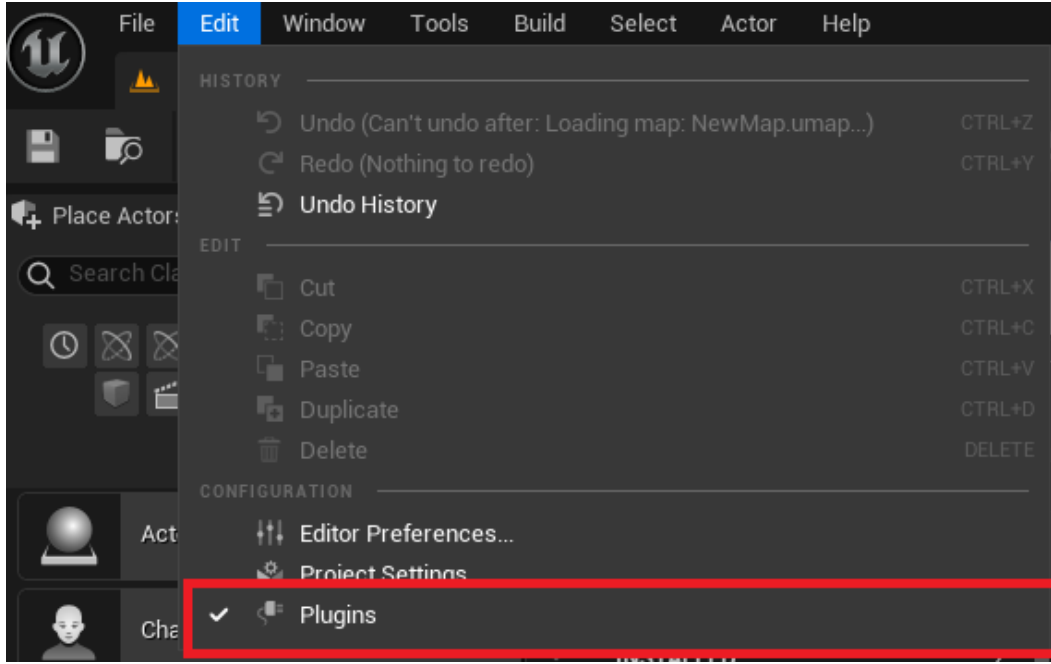 File Edit Window Tools Build Select Actor Help
HISTORY
Undo (Can't undo after: Loading map: NewMap.umap...) CTRL+Z
Redo (Nothing to redo) CTRL+Y
Undo History
Place Actors
EDIT
Search Cla
Cut CTRL+X
Copy CTRL+C
Paste CTRL+V
Duplicate CTRL+D
Delete DELETE
CONFIGURATION
Act
Editor Preferences...
Project Settings
Plugins
Cha